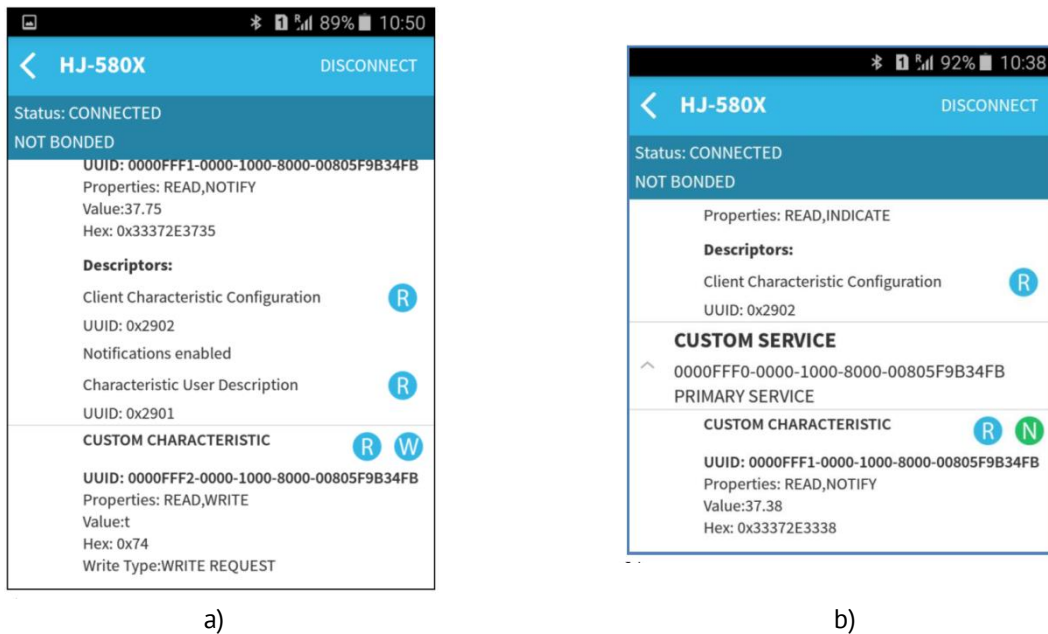 89% 10:50
HJ-580X DISCONNECT
Status: CONNECTED
NOT BONDED
UUID: 0000FFF1-0000-1000-8000-00805F9B34FB
Properties: READ,NOTIFY
Value:37.75
Hex: 0x33372E3735
Descriptors:
Client Characteristic Configuration R
UUID: 0x2902
Notifications enabled
Characteristic User Description R
UUID: 0x2901
CUSTOM CHARACTERISTIC R W
UUID: 0000FFF2-0000-1000-8000-00805F9B34FB
Properties: READ,WRITE
Value:t
Hex: 0x74
Write Type:WRITE REQUEST
a)
92% 10:38
HJ-580X DISCONNECT
Status: CONNECTED
NOT BONDED
Properties: READ,INDICATE
Descriptors:
Client Characteristic Configuration R
UUID: 0x2902
CUSTOM SERVICE
0000FFF0-0000-1000-8000-00805F9B34FB
PRIMARY SERVICE
CUSTOM CHARACTERISTIC R N
UUID: 0000FFF1-0000-1000-8000-00805F9B34FB
Properties: READ,NOTIFY
Value:37.38
Hex: 0x33372E3338
b)